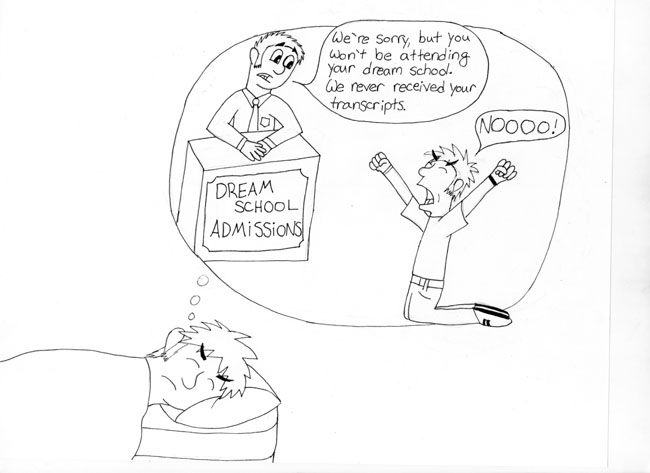 We're sorry, but you
won't be attending
your dream school.
We never received your
transcripts.
NOOOO!
DREAM
SCHOOL
ADMISSIONS